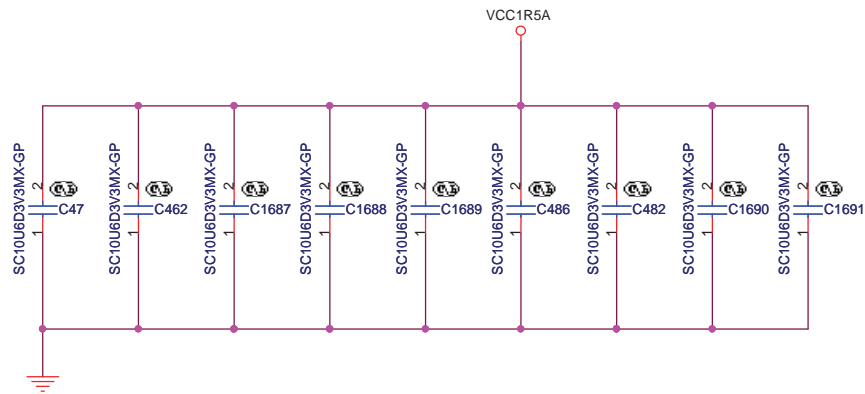 VCC1R5A
SC10U6D3V3MX-GP
2
1
C47
SC10U6D3V3MX-GP
2
1
C462
SC10U6D3V3MX-GP
2
1
C1687
SC10U6D3V3MX-GP
2
1
C1688
SC10U6D3V3MX-GP
2
1
C1689
SC10U6D3V3MX-GP
2
1
C486
SC10U6D3V3MX-GP
2
1
C482
SC10U6D3V3MX-GP
2
1
C1690
SC10U6D3V3MX-GP
2
1
C1691